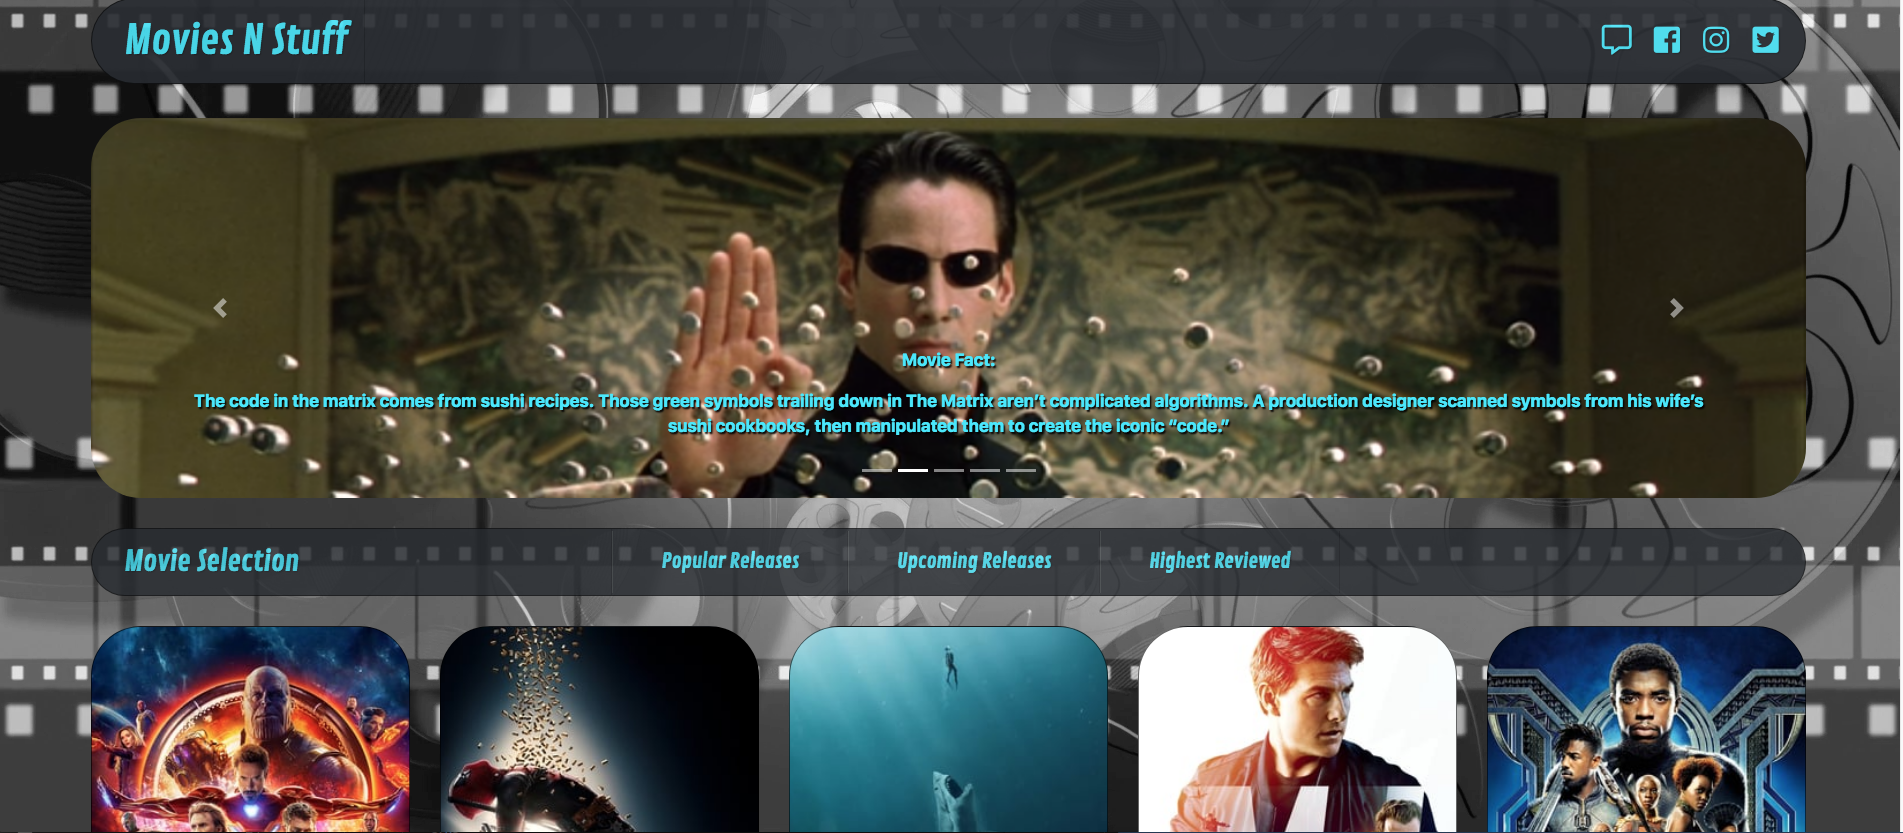 Movies N Stuff
Movie Fact:
The code in the matrix comes from sushi recipes. Those green symbols trailing down in The Matrix aren’t complicated algorithms. A production designer scanned symbols from his wife’s
sushi cookbooks, then manipulated them to create the iconic “code.”
Movie Selection
Popular Releases
Upcoming Releases
Highest Reviewed